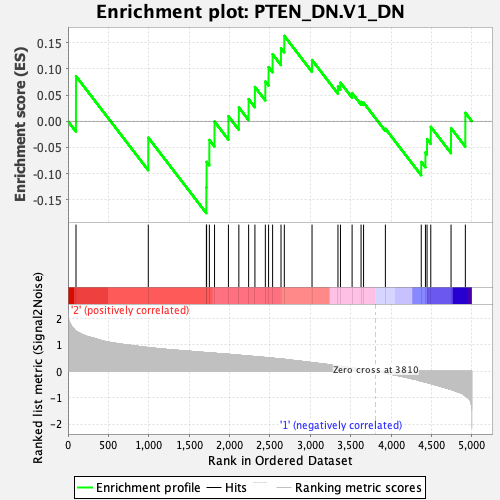 Enrichment plot: PTEN_DN.V1_DN
Enrichment score (ES)
0.15
0.10
0.05
0.00
-0.05
-0.10
-0.15
'2' (positively correlated)
Ranked list metric (Signal2Noise)
2
1
0
-1
-2
Zero cross at 3810
'1' (negatively correlated)
0
500
1,000
1,500
2,000
2,500
3,000
3,500
4,000
4,500
5,000
Rank in Ordered Dataset
Enrichment profile
Hits
Ranking metric scores